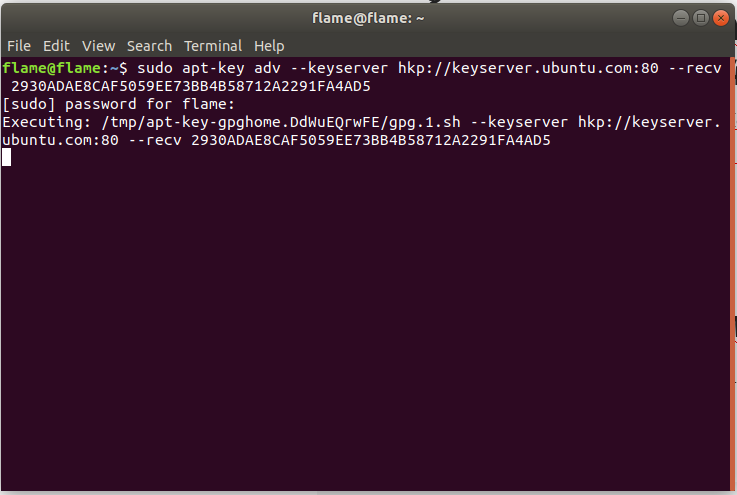 flame@flame: ~
File Edit View Search Terminal Help
flame@flame:~$ sudo apt-key adv --keyserver hkp://keyserver.ubuntu.com:80 --recv
2930ADAE8CAF5059EE73BB4B58712A2291FA4AD5
[sudo] password for flame:
Executing: /tmp/apt-key-gpghome.DdWuEQrwFE/gpg.1.sh --keyserver hkp://keyserver.
ubuntu.com:80 --recv 2930ADAE8CAF5059EE73BB4B58712A2291FA4AD5